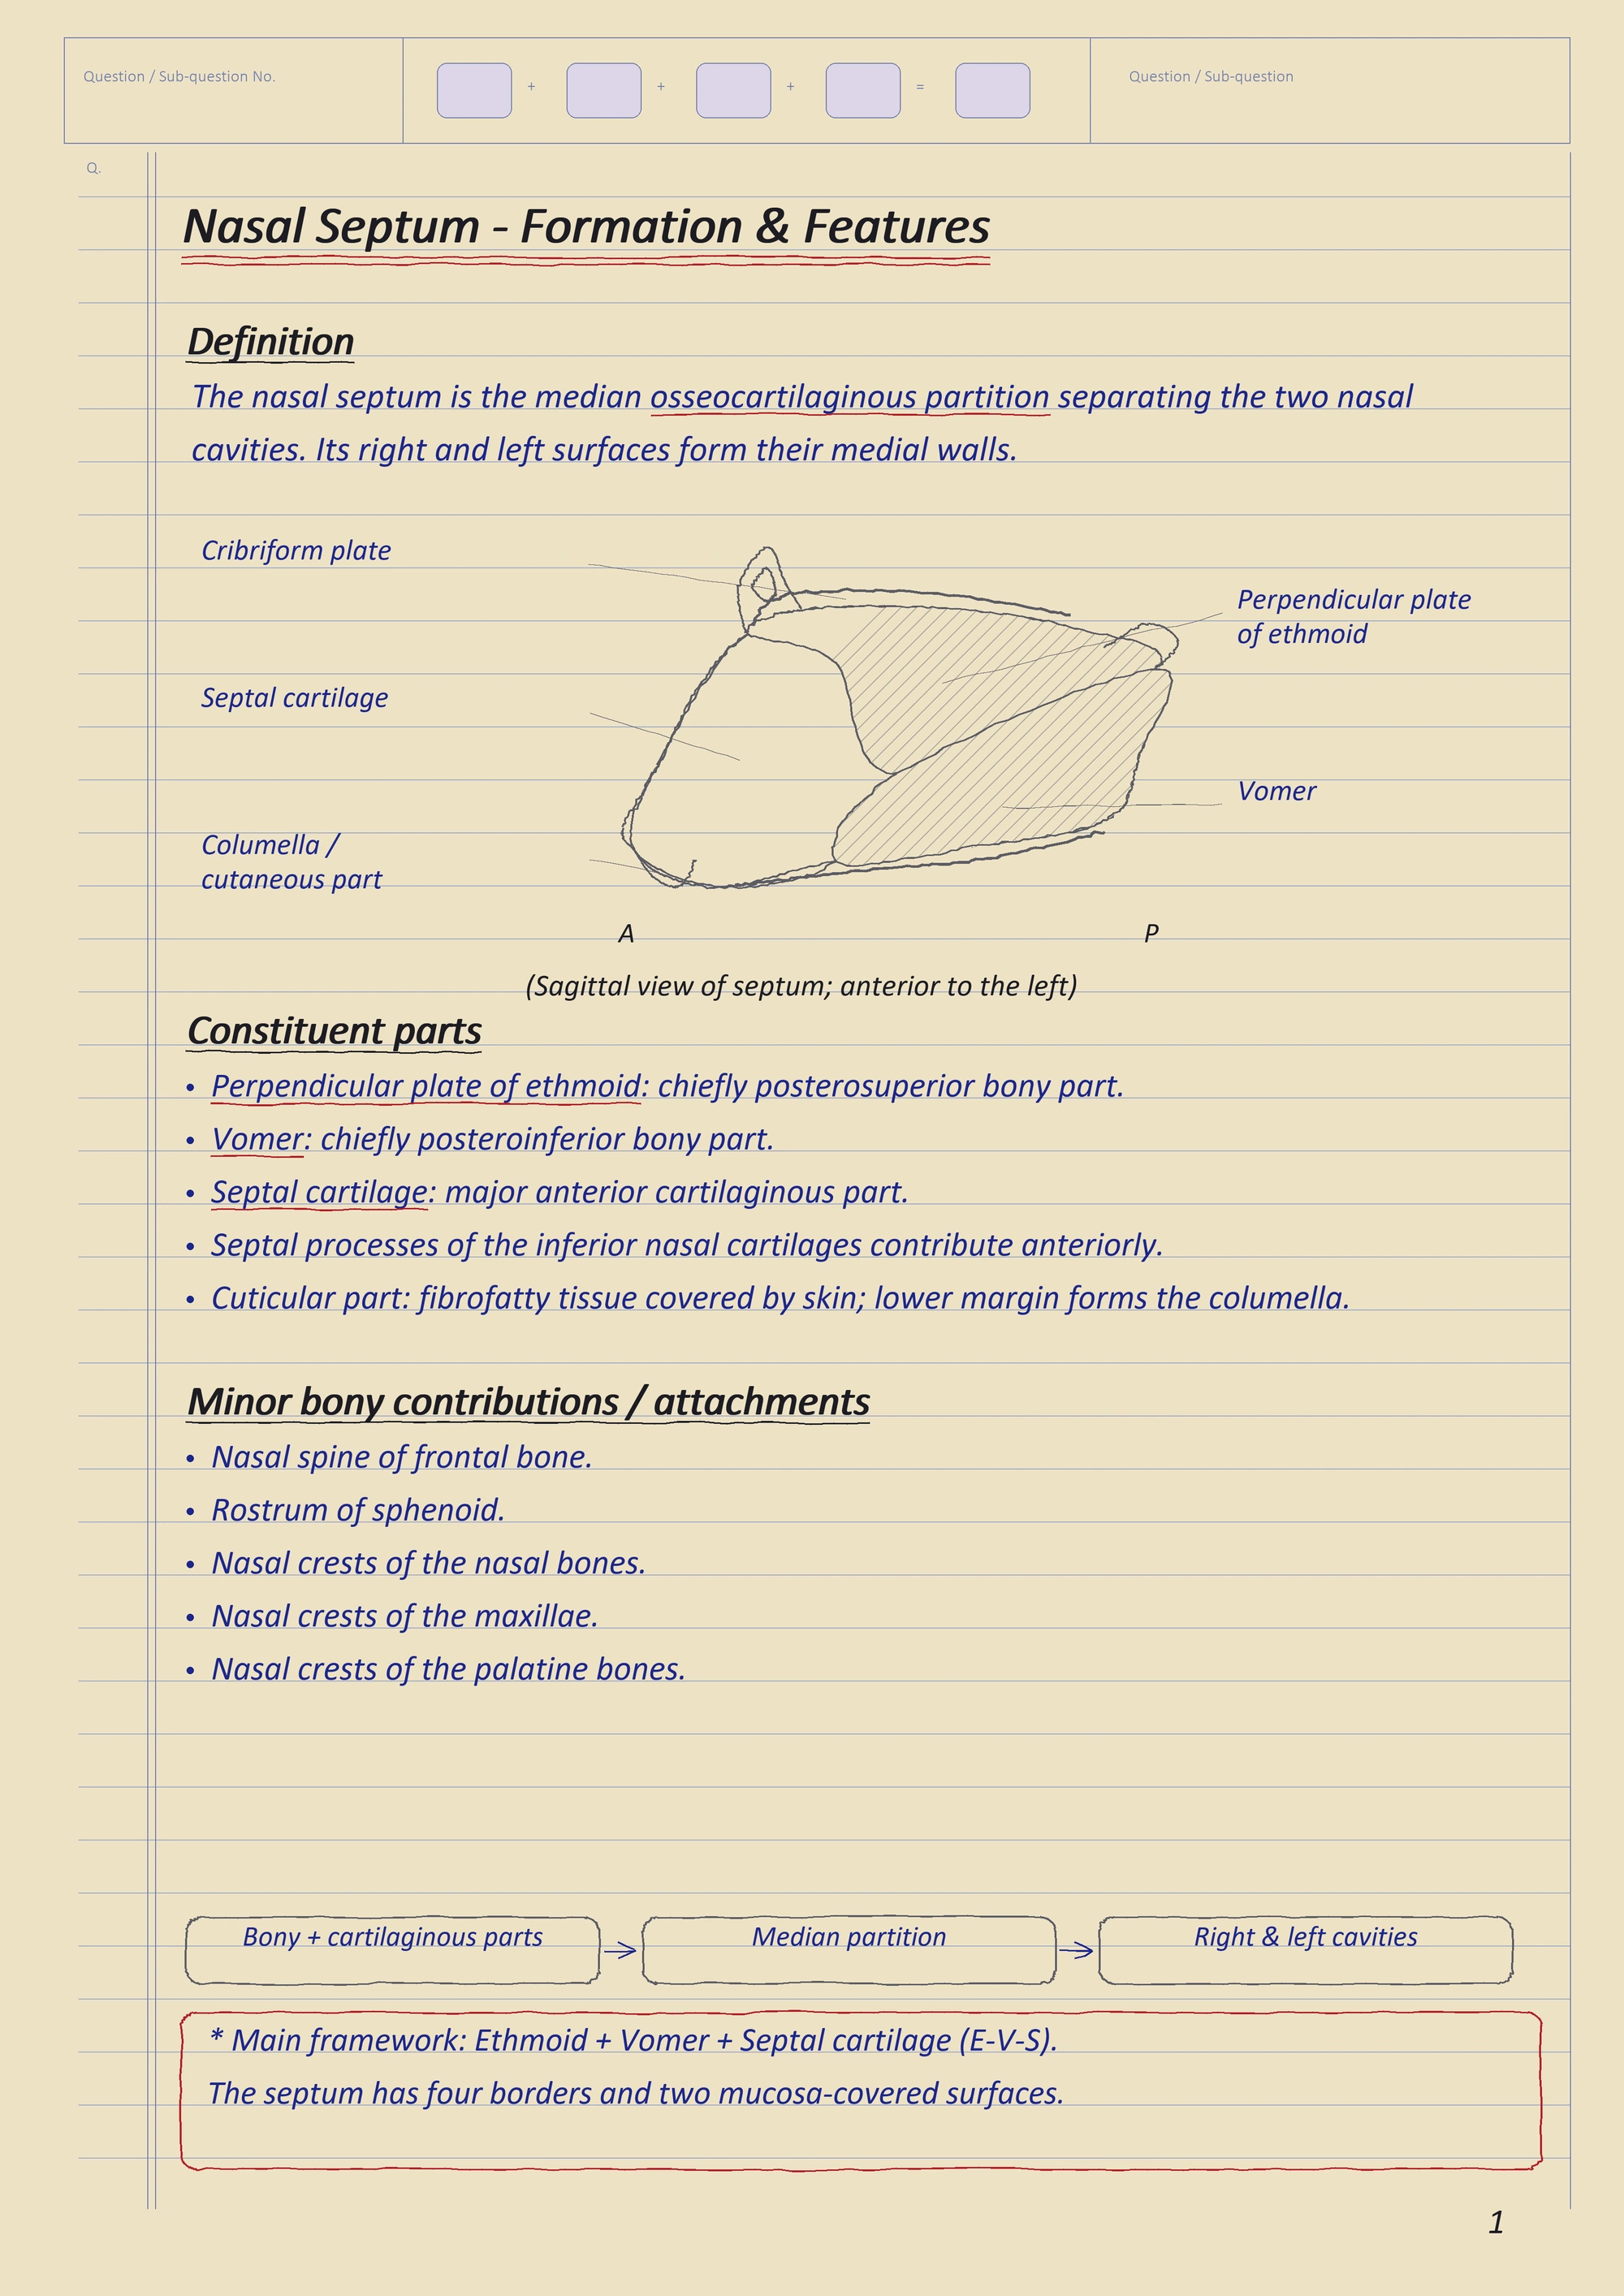 Question / Sub-question No.
+ + + =
Question / Sub-question
Q.
Nasal Septum - Formation & Features
Definition
The nasal septum is the median osseocartilaginous partition separating the two nasal
cavities. Its right and left surfaces form their medial walls.
Cribriform plate
Perpendicular plate
of ethmoid
Septal cartilage
Vomer
Columella /
cutaneous part
A P
(Sagittal view of septum; anterior to the left)
Constituent parts
• Perpendicular plate of ethmoid: chiefly posterosuperior bony part.
• Vomer: chiefly posteroinferior bony part.
• Septal cartilage: major anterior cartilaginous part.
• Septal processes of the inferior nasal cartilages contribute anteriorly.
• Cuticular part: fibrofatty tissue covered by skin; lower margin forms the columella.
Minor bony contributions / attachments
• Nasal spine of frontal bone.
• Rostrum of sphenoid.
• Nasal crests of the nasal bones.
• Nasal crests of the maxillae.
• Nasal crests of the palatine bones.
Bony + cartilaginous parts → Median partition → Right & left cavities
* Main framework: Ethmoid + Vomer + Septal cartilage (E-V-S).
The septum has four borders and two mucosa-covered surfaces.
1